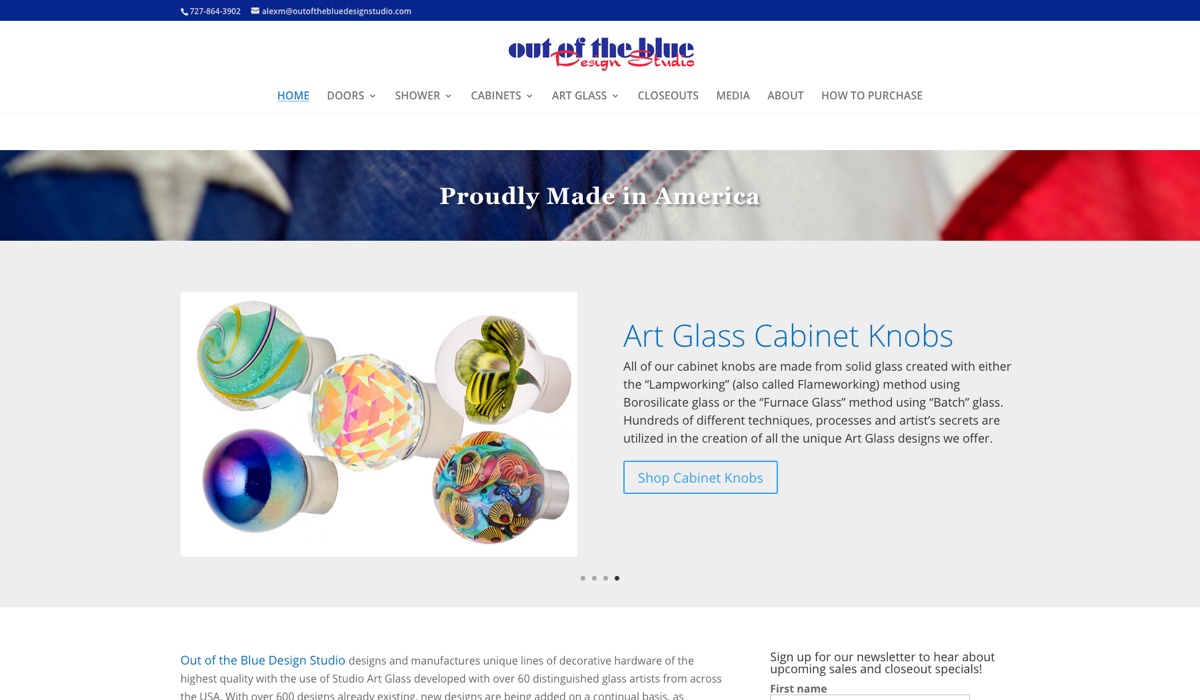 727-864-3902 alexm@outofthebluedesignstudio.com
out of the blue
Design Studio
HOME DOORS SHOWER CABINETS ART GLASS CLOSEOUTS MEDIA ABOUT HOW TO PURCHASE
Proudly Made in America
Art Glass Cabinet Knobs
All of our cabinet knobs are made from solid glass created with either
the “Lampworking” (also called Flameworking) method using
Borosilicate glass or the “Furnace Glass” method using “Batch” glass.
Hundreds of different techniques, processes and artist’s secrets are
utilized in the creation of all the unique Art Glass designs we offer.
Shop Cabinet Knobs
Out of the Blue Design Studio designs and manufactures unique lines of decorative hardware of the
highest quality with the use of Studio Art Glass developed with over 60 distinguished glass artists from across
the USA. With over 600 designs already existing, new designs are being added on a continual basis, as
Sign up for our newsletter to hear about
upcoming sales and closeout specials!
First name